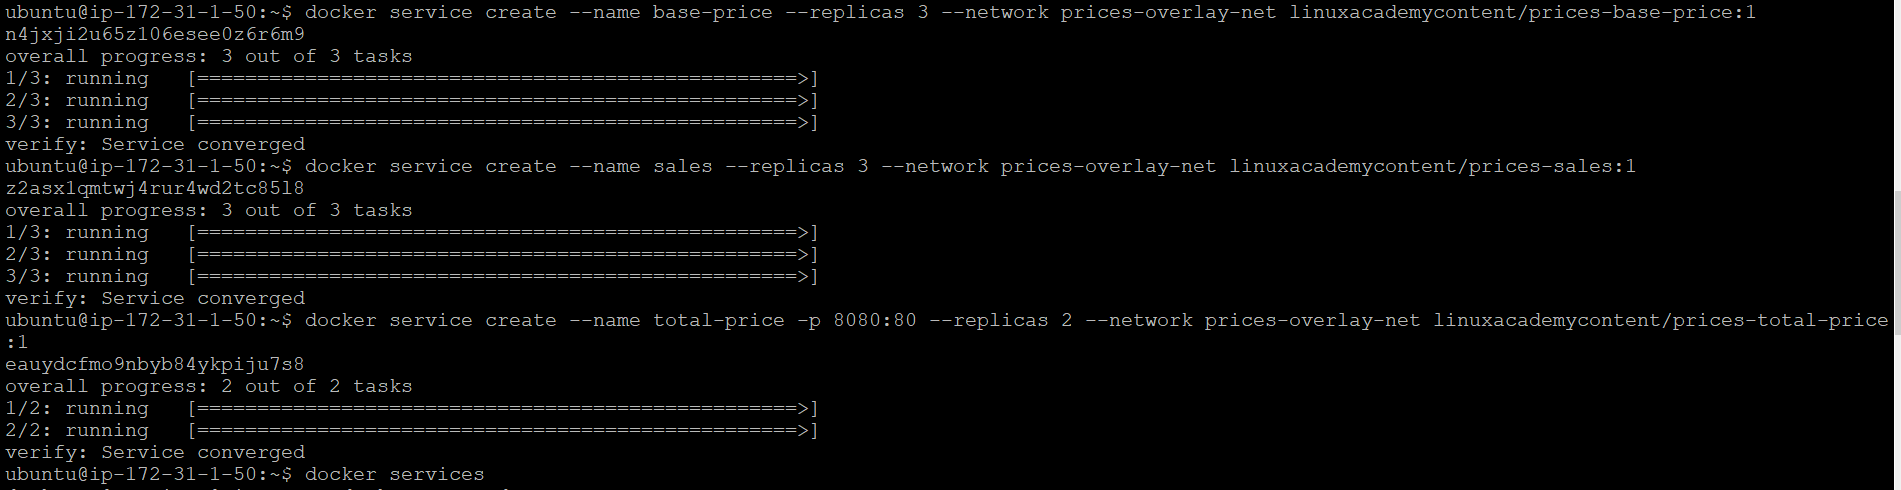 ubuntu@ip-172-31-1-50:~$ docker service create --name base-price --replicas 3 --network prices-overlay-net linuxacademycontent/prices-base-price:1
n4jxji2u65z106esee0z6r6m9
overall progress: 3 out of 3 tasks
1/3: running   [==================================================>]
2/3: running   [==================================================>]
3/3: running   [==================================================>]
verify: Service converged
ubuntu@ip-172-31-1-50:~$ docker service create --name sales --replicas 3 --network prices-overlay-net linuxacademycontent/prices-sales:1
z2asx1qmtwj4rur4wd2tc85l8
overall progress: 3 out of 3 tasks
1/3: running   [==================================================>]
2/3: running   [==================================================>]
3/3: running   [==================================================>]
verify: Service converged
ubuntu@ip-172-31-1-50:~$ docker service create --name total-price -p 8080:80 --replicas 2 --network prices-overlay-net linuxacademycontent/prices-total-price
:1
eauydcfmo9nbyb84ykpiju7s8
overall progress: 2 out of 2 tasks
1/2: running   [==================================================>]
2/2: running   [==================================================>]
verify: Service converged
ubuntu@ip-172-31-1-50:~$ docker services